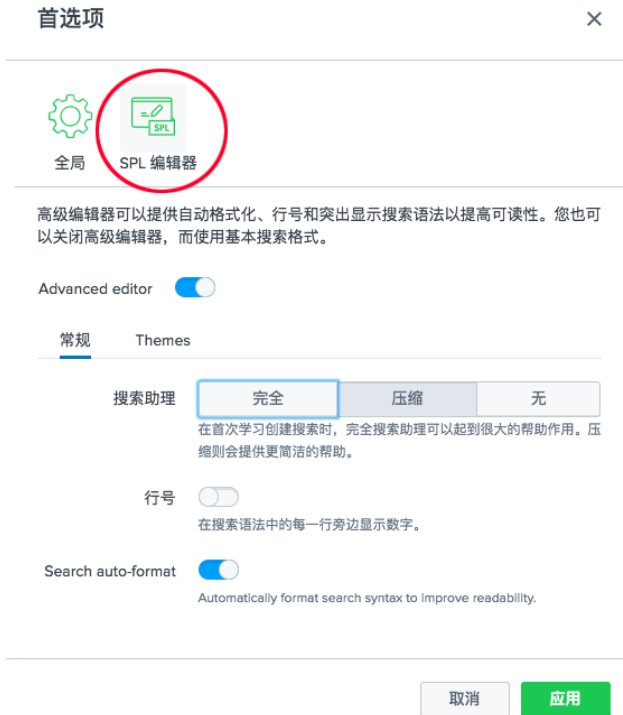 首选项
SPL
全局
SPL 编辑器
高级编辑器可以提供自动格式化、行号和突出显示搜索语法以提高可读性。您也可
以关闭高级编辑器，而使用基本搜索格式。
Advanced editor
常规 Themes
搜索助理 完全 压缩 无
在首次学习创建搜索时，完全搜索助理可以起到很大的帮助作用。压
缩则会提供更简洁的帮助。
行号
在搜索语法中的每一行旁边显示数字。
Search auto-format
Automatically format search syntax to improve readability.
取消 应用